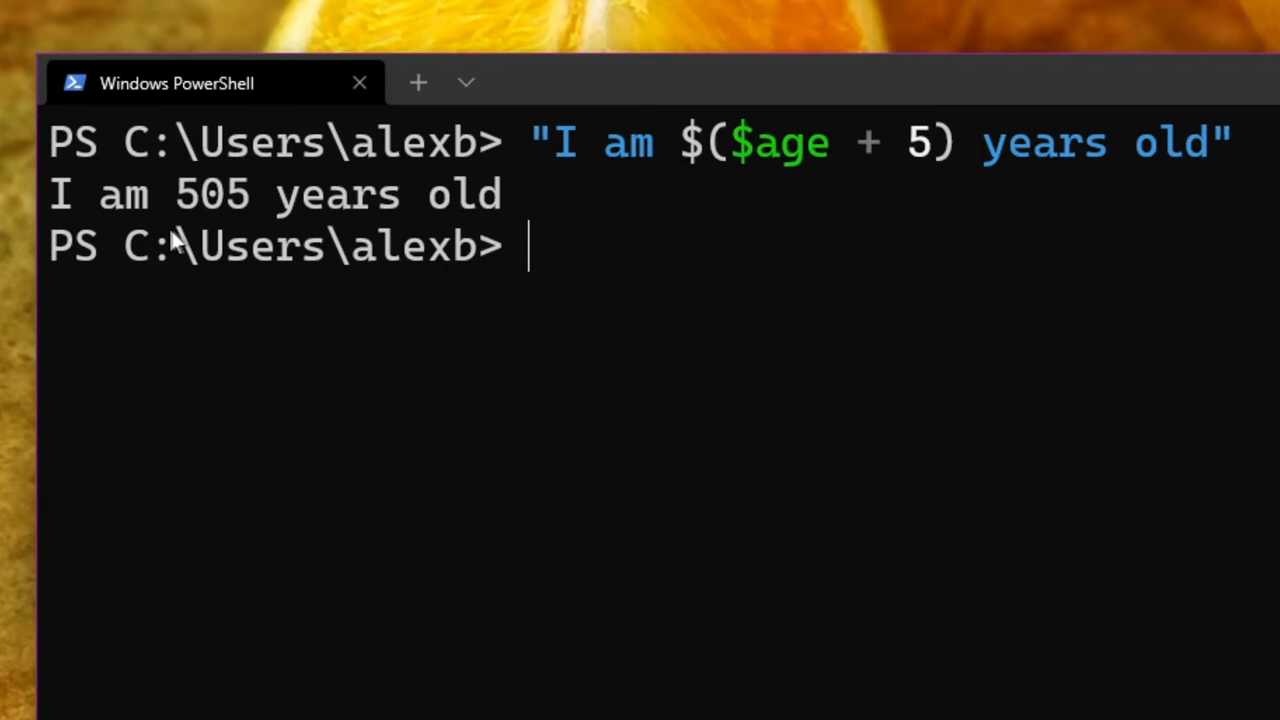 Windows PowerShell
PS C:\Users\alexb> "I am $($age + 5) years old"
I am 505 years old
PS C:\Users\alexb>